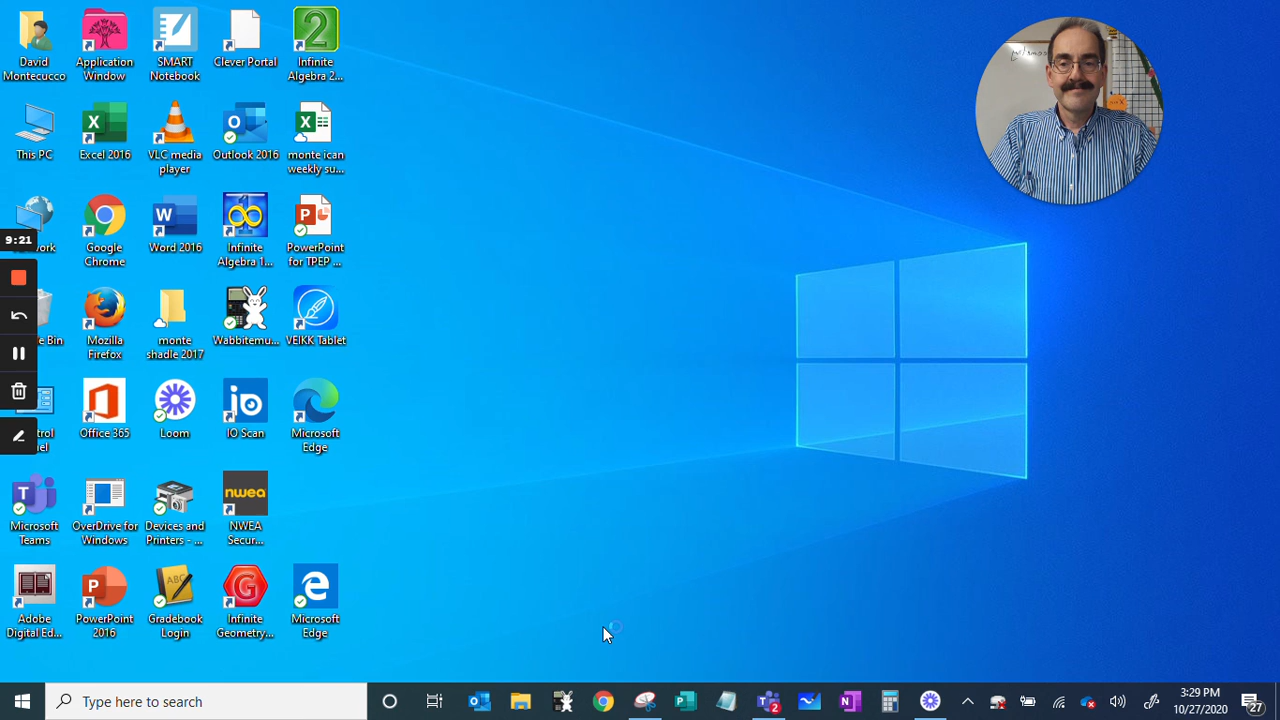 David
Montecucco
Application
Window
SMART
Notebook
Clever Portal
2
Infinite
Algebra 2...
This PC
X
Excel 2016
VLC media
player
Outlook 2016
monte ican
weekly su...
W
Google
Chrome
Word 2016
Infinite
Algebra 1...
P
PowerPoint
for TPEP ...
9:21
Mozilla
Firefox
monte
shadle 2017
Wabbitemu...
VEIKK Tablet
Office 365
Loom
io
IO Scan
Microsoft
Edge
T
Microsoft
Teams
OverDrive for
Windows
Devices and
Printers - ...
nwea
NWEA
Secur...
Adobe
Digital Ed...
P
PowerPoint
2016
ABC
Gradebook
Login
G
Infinite
Geometry...
Microsoft
Edge
Type here to search
2
3:29 PM
10/27/2020
27